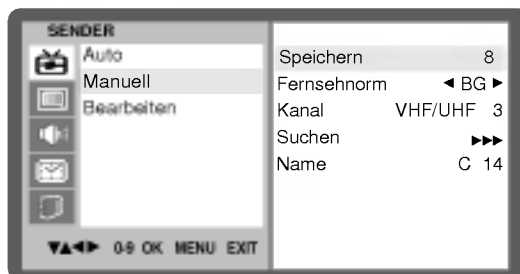 SENDER
Auto
Manuell
Bearbeiten
Speichern 8
Fernsehnorm ◀ BG ▶
Kanal VHF/UHF 3
Suchen ▶▶▶
Name C 14
▼▲◀▶ 0-9 OK MENU EXIT